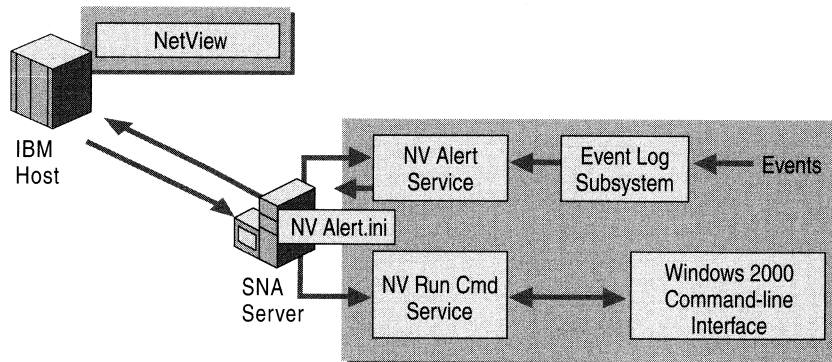 NetView
IBM
Host
NV Alert
Service
Event Log
Subsystem
Events
NV Alert.ini
SNA
Server
NV Run Cmd
Service
Windows 2000
Command-line
Interface